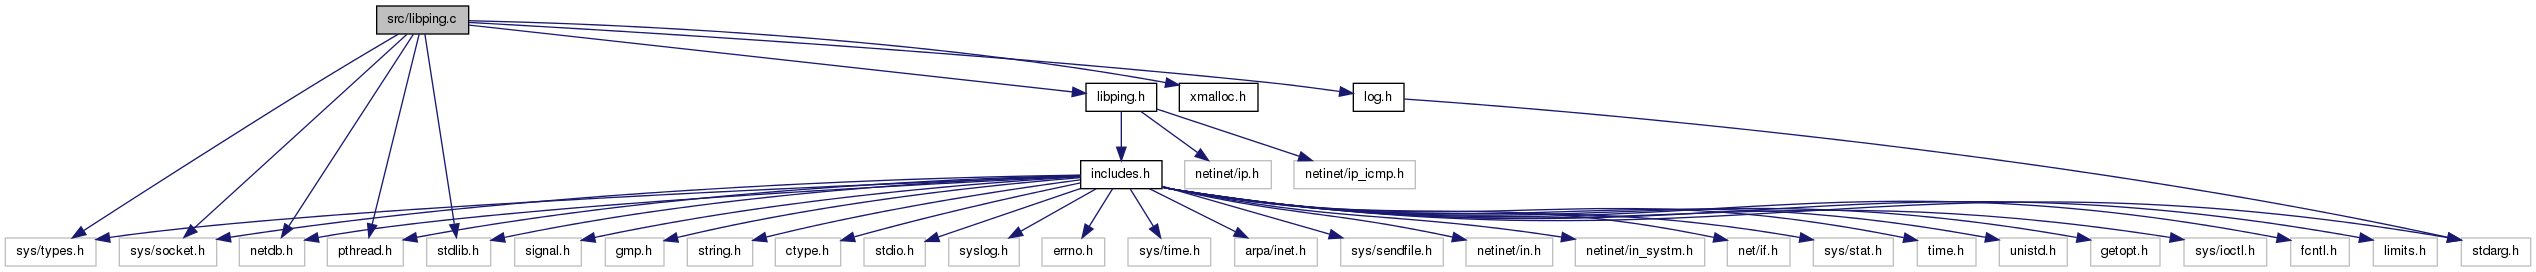 src/libping.c
libping.h
xmalloc.h
log.h
includes.h
netinet/ip.h
netinet/ip_icmp.h
sys/types.h
sys/socket.h
netdb.h
pthread.h
stdlib.h
signal.h
gmp.h
string.h
ctype.h
stdio.h
syslog.h
errno.h
sys/time.h
arpa/inet.h
sys/sendfile.h
netinet/in.h
netinet/in_systm.h
net/if.h
sys/stat.h
time.h
unistd.h
getopt.h
sys/ioctl.h
fcntl.h
limits.h
stdarg.h